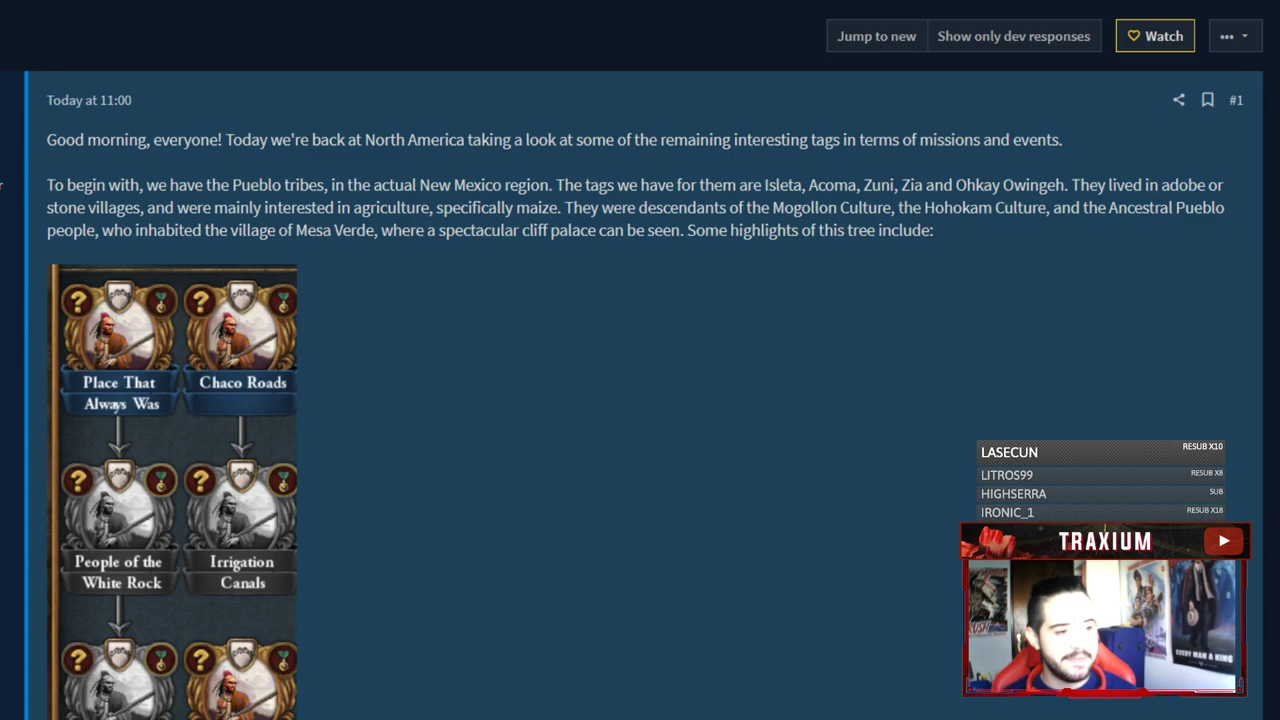 Jump to new
Show only dev responses
Watch
Today at 11:00
#1
Good morning, everyone! Today we're back at North America taking a look at some of the remaining interesting tags in terms of missions and events.
To begin with, we have the Pueblo tribes, in the actual New Mexico region. The tags we have for them are Isleta, Acoma, Zuni, Zia and Ohkay Owingeh. They lived in adobe or
stone villages, and were mainly interested in agriculture, specifically maize. They were descendants of the Mogollon Culture, the Hohokam Culture, and the Ancestral Pueblo
people, who inhabited the village of Mesa Verde, where a spectacular cliff palace can be seen. Some highlights of this tree include:
r
Place That
Always Was
Chaco Roads
People of the
White Rock
Irrigation
Canals
LASECUN RESUB X10
LITROS99 RESUB X8
HIGHSERRA SUB
IRONIC_1 RESUB X18
TRAXIUM
EVERY MAN A KING